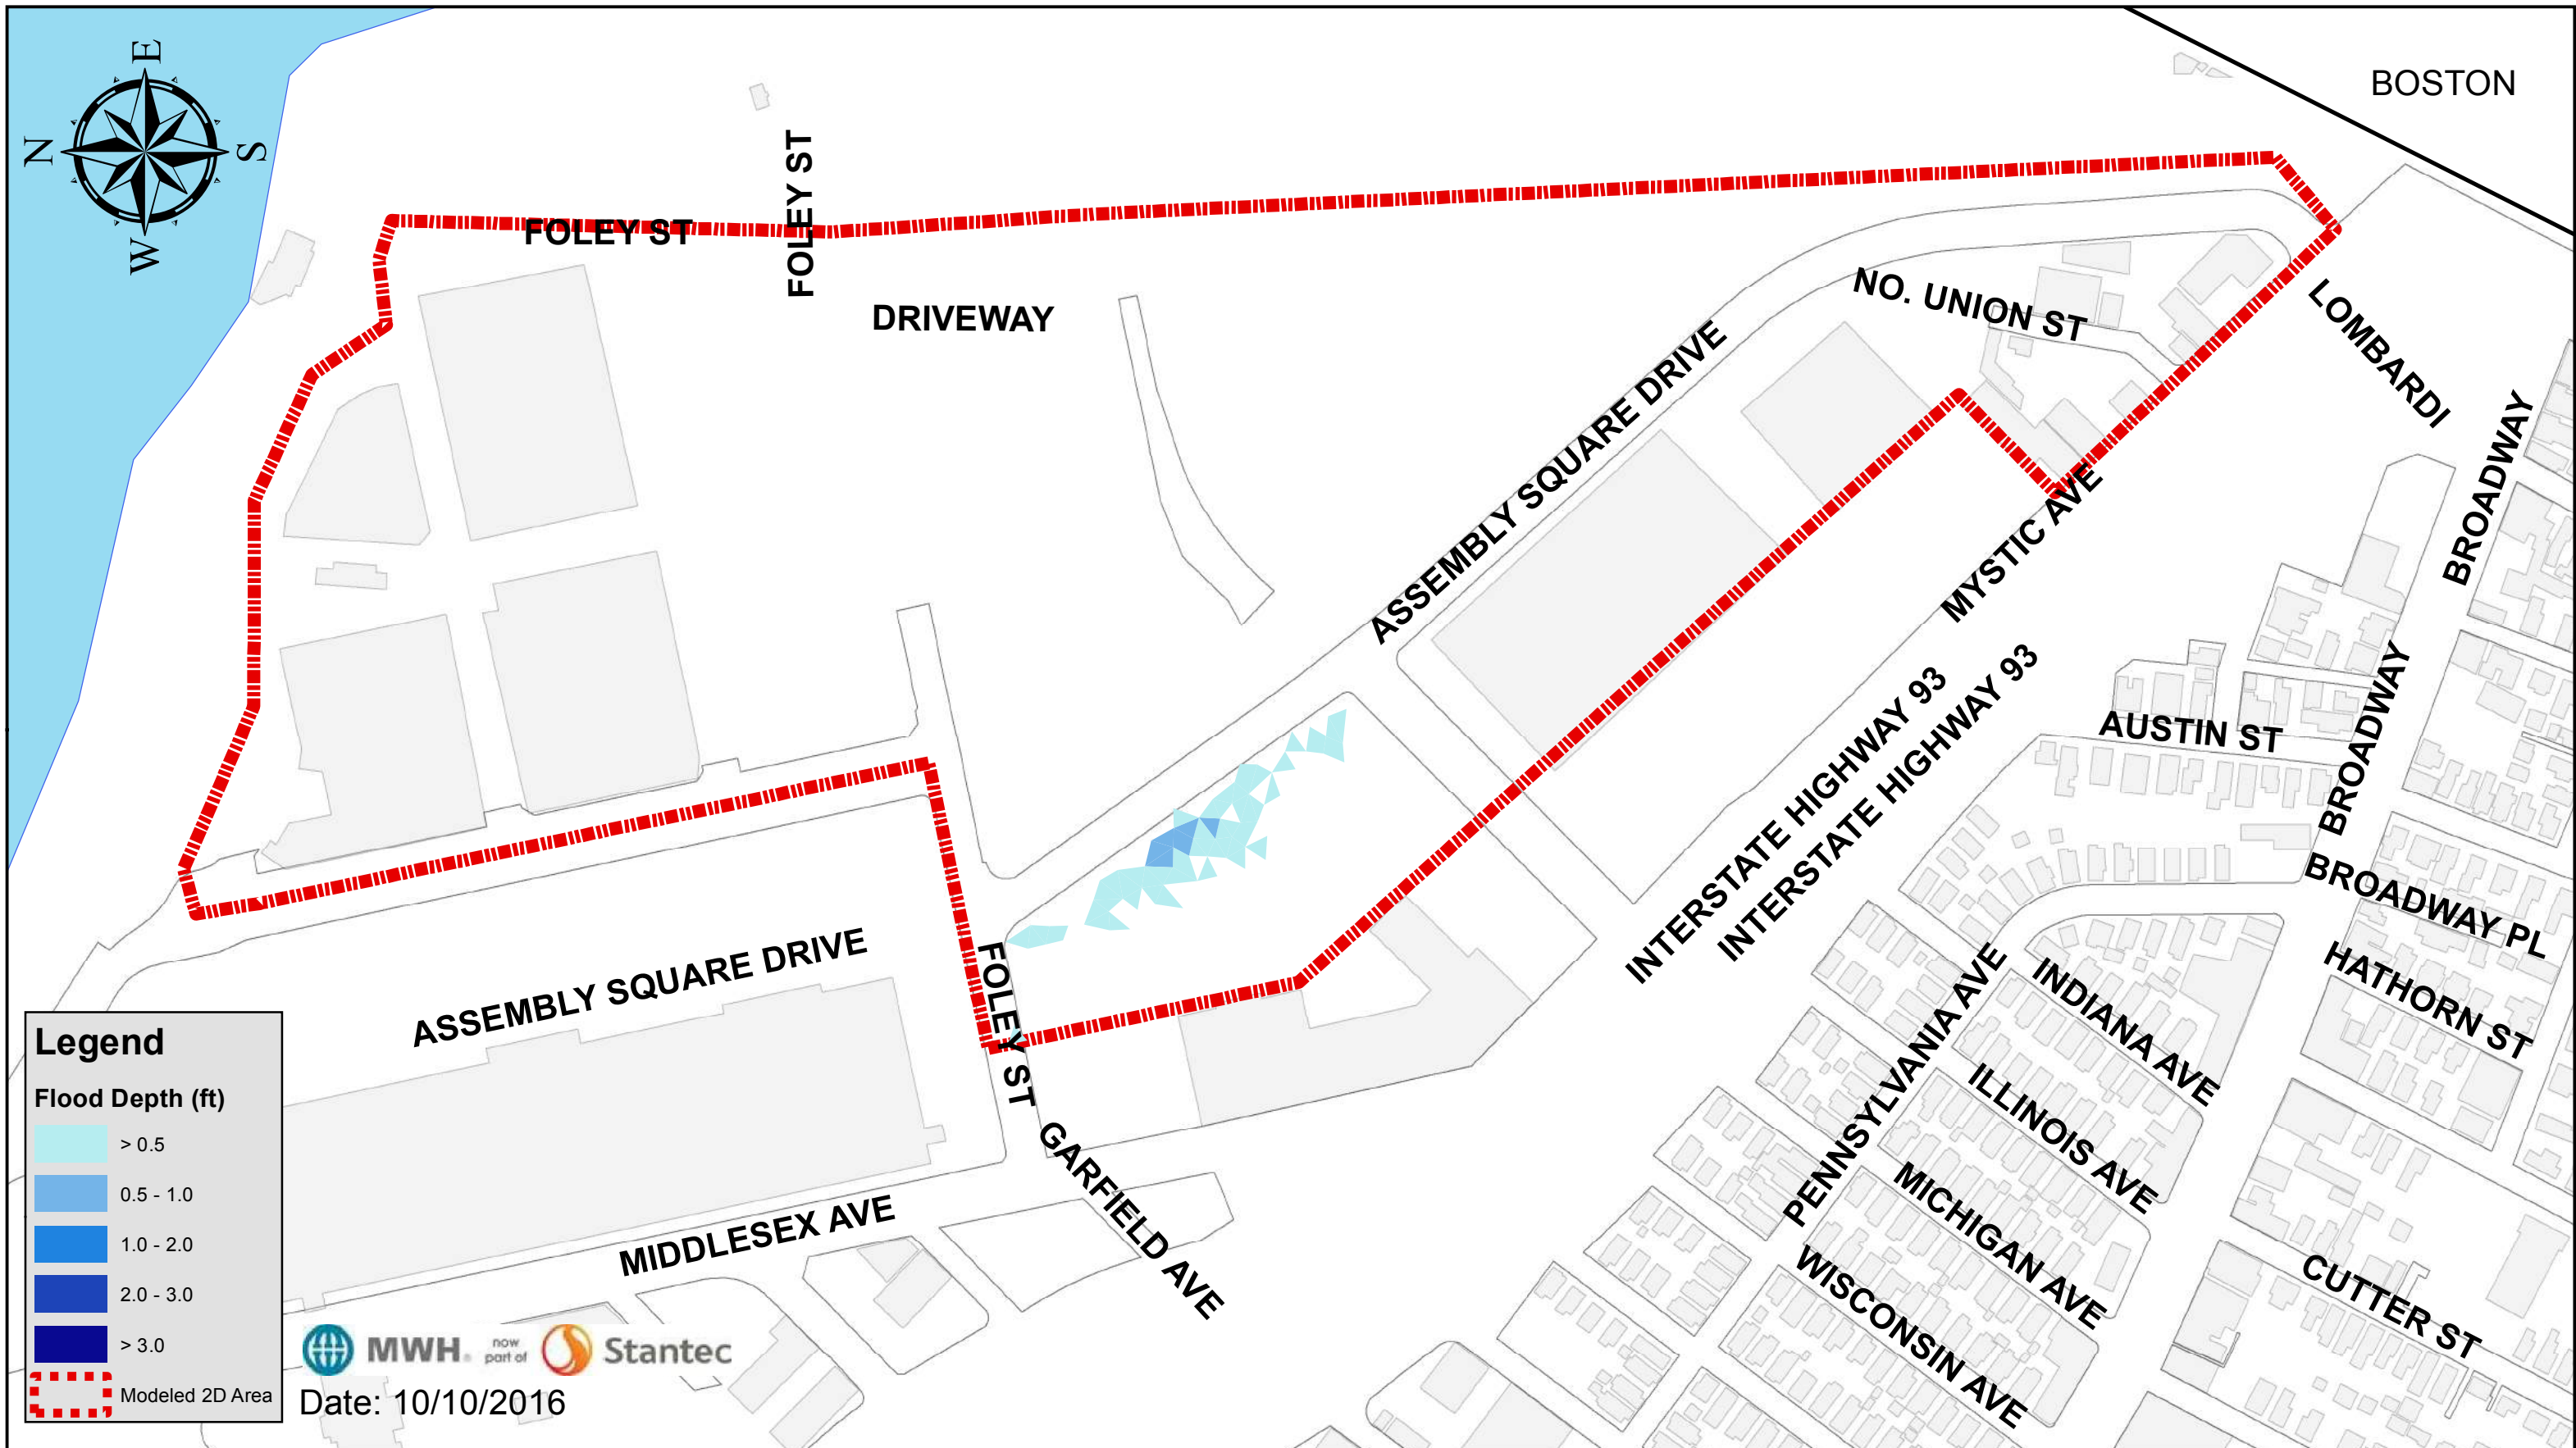 E
N
S
W
BOSTON
FOLEY ST
FOLEY ST
DRIVEWAY
NO. UNION ST
LOMBARDI
ASSEMBLY SQUARE DRIVE
BROADWAY
MYSTIC AVE
INTERSTATE HIGHWAY 93
INTERSTATE HIGHWAY 93
AUSTIN ST
BROADWAY
BROADWAY PL
HATHORN ST
ASSEMBLY SQUARE DRIVE
FOLEY ST
PENNSYLVANIA AVE
INDIANA AVE
ILLINOIS AVE
MICHIGAN AVE
WISCONSIN AVE
CUTTER ST
GARFIELD AVE
MIDDLESEX AVE
Legend
Flood Depth (ft)
> 0.5
0.5 - 1.0
1.0 - 2.0
2.0 - 3.0
> 3.0
Modeled 2D Area
MWH® now part of Stantec
Date: 10/10/2016